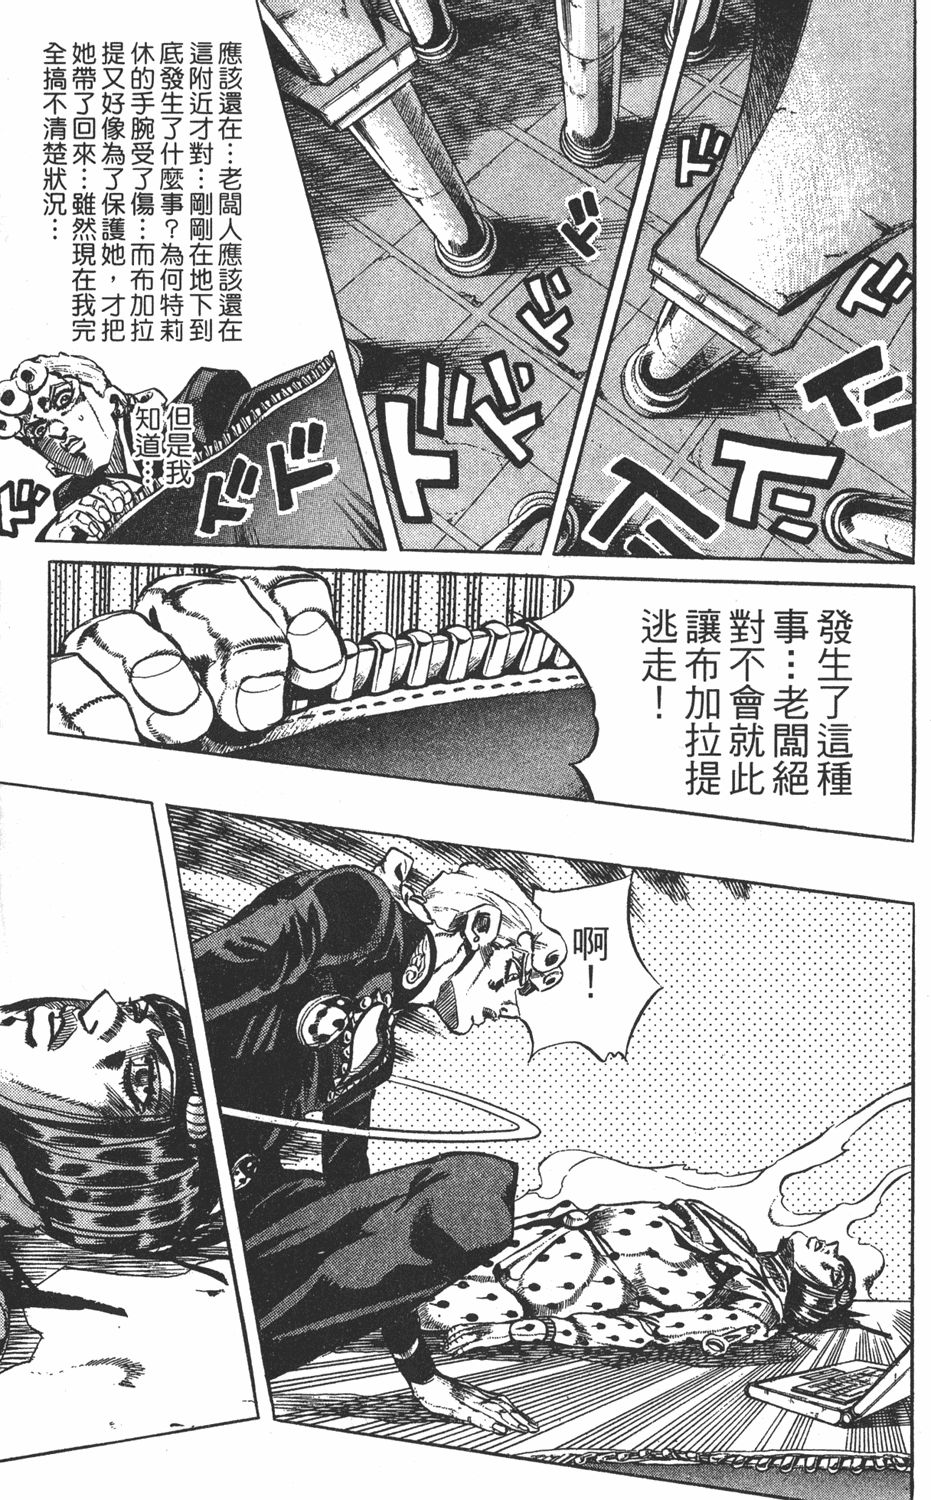 ドド
ドドド
ドド
ドドド
應該還在…老闆人應該還在
這附近才對…剛剛在地下到
底發生了什麼事？為何特莉
休的手腕受了傷…而布加拉
提又好像為了保護她，才把
她帶了回來…雖然現在我完
全搞不清楚狀況…
但是我
知道…
ドドド
發生了這種
事…老闆絕
對不會就此
讓布加拉提
逃走！
啊！